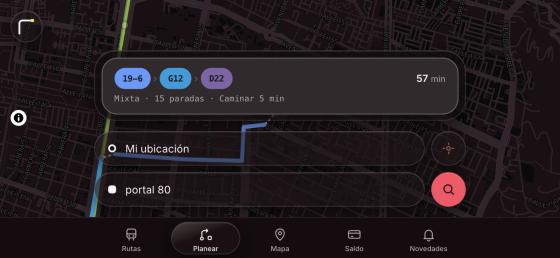 19-6 G12 D22 57 min
Mixta · 15 paradas · Caminar 5 min
Mi ubicación
portal 80
Rutas Planear Mapa Saldo Novedades